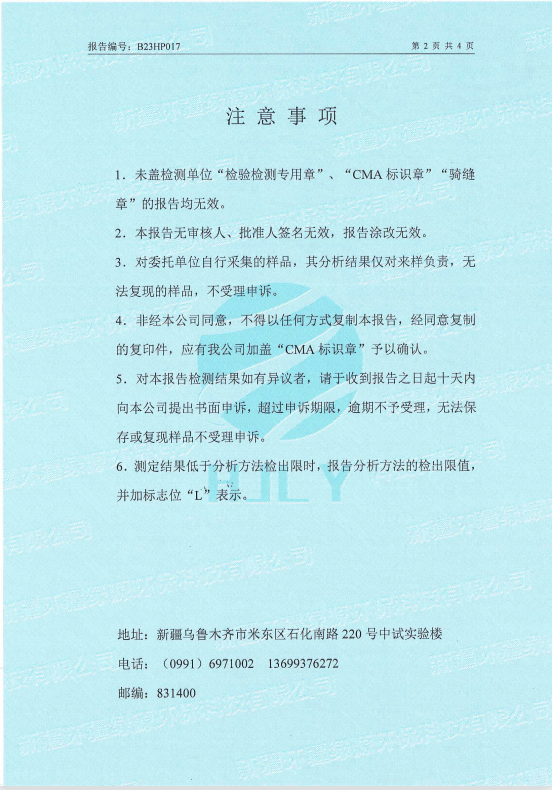 报告编号：B23HP017
第 2 页 共 4 页
注 意 事 项
1．未盖检测单位“检验检测专用章”、“CMA 标识章”“骑缝
章”的报告均无效。
2．本报告无审核人、批准人签名无效，报告涂改无效。
3．对委托单位自行采集的样品，其分析结果仅对来样负责，无
法复现的样品，不受理申诉。
4．非经本公司同意，不得以任何方式复制本报告，经同意复制
的复印件，应有我公司加盖“CMA 标识章”予以确认。
5．对本报告检测结果如有异议者，请于收到报告之日起十天内
向本公司提出书面申诉，超过申诉期限，逾期不予受理，无法保
存或复现样品不受理申诉。
6．测定结果低于分析方法检出限时，报告分析方法的检出限值，
并加标志位“L”表示。
HJLY
地址：新疆乌鲁木齐市米东区石化南路 220 号中试实验楼
电话：（0991）6971002 13699376272
邮编：831400